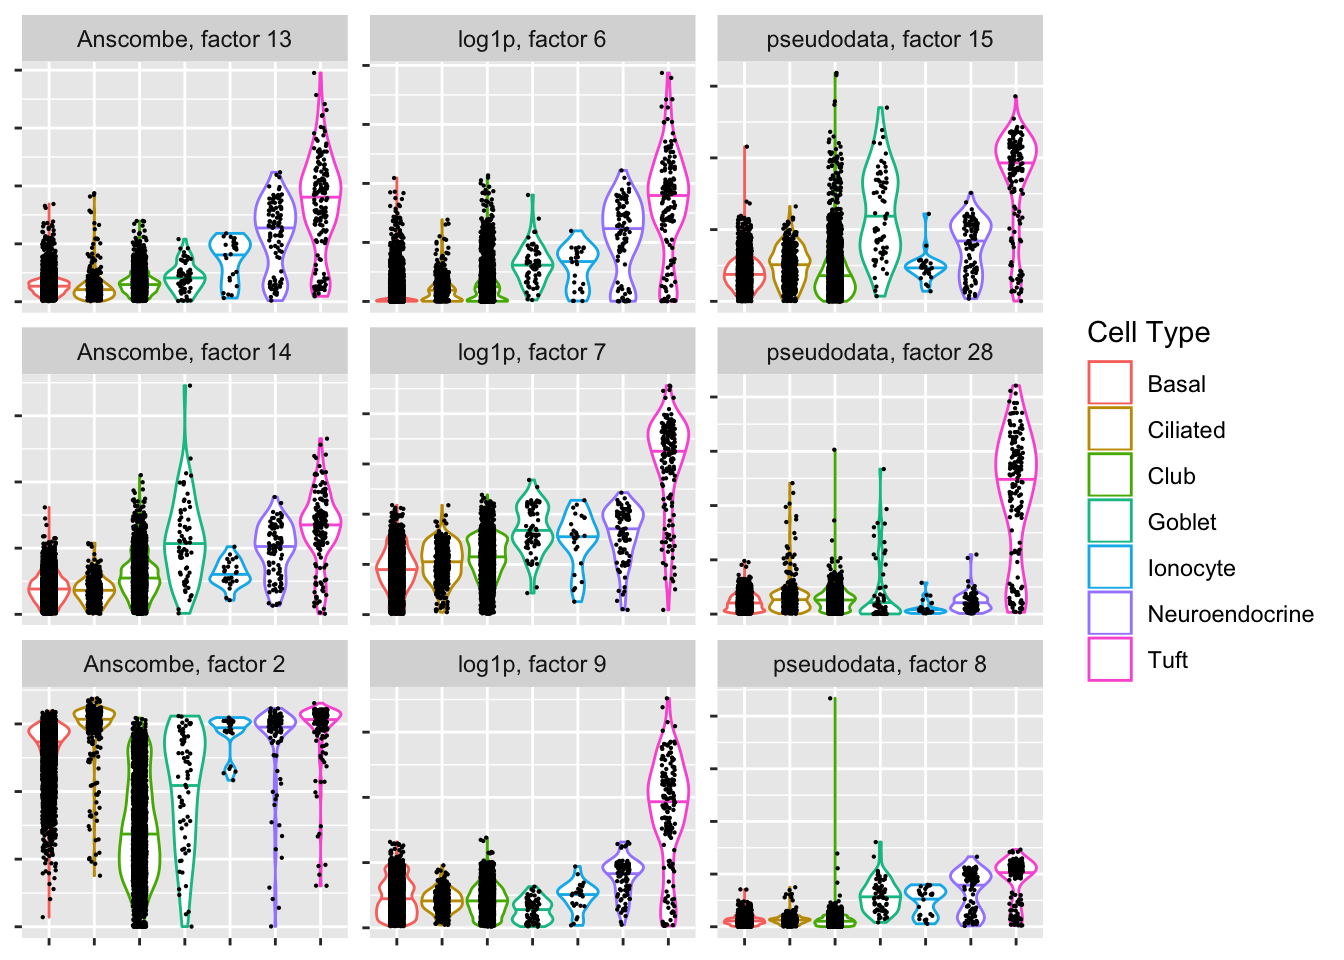 Anscombe, factor 13
log1p, factor 6
pseudodata, factor 15
Anscombe, factor 14
log1p, factor 7
pseudodata, factor 28
Anscombe, factor 2
log1p, factor 9
pseudodata, factor 8
Cell Type
Basal
Ciliated
Club
Goblet
Ionocyte
Neuroendocrine
Tuft